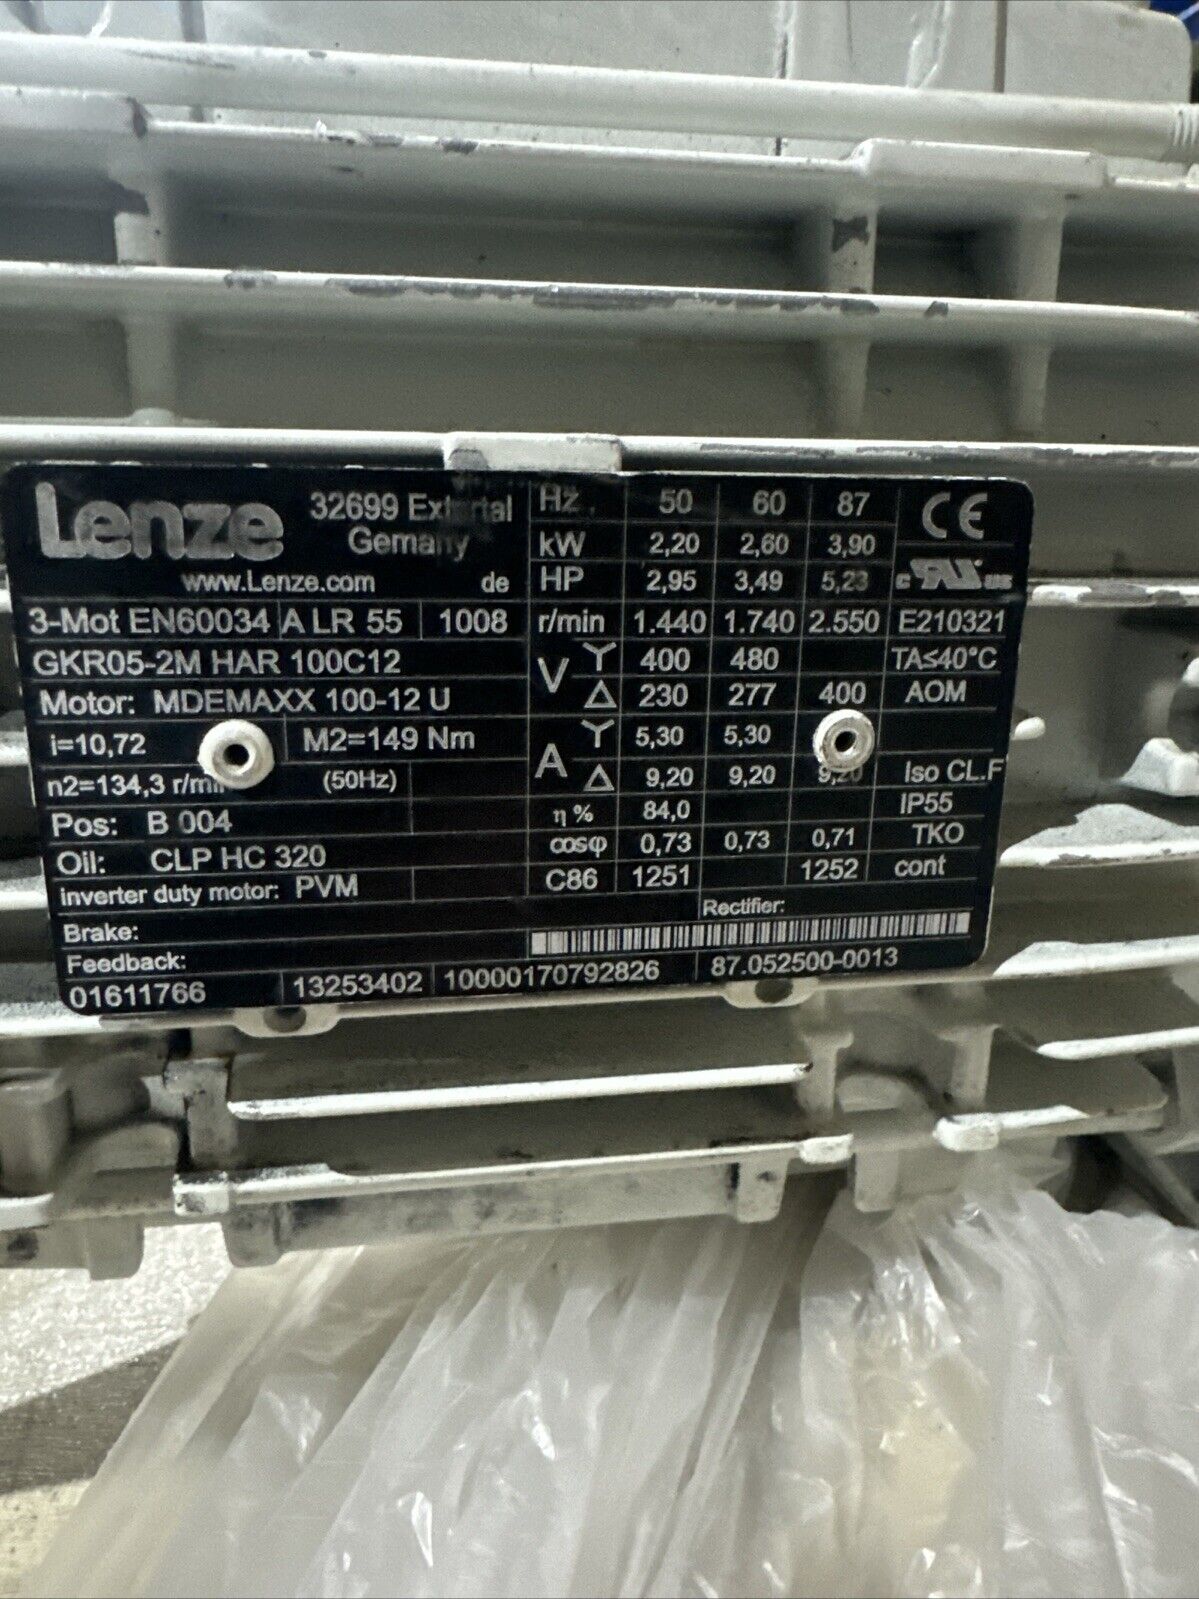 Lenze 32699 Extertal
Germany
www.Lenze.com de
3-Mot EN60034 A LR 55 1008
GKR05-2M HAR 100C12
Motor: MDEMAXX 100-12 U
i=10,72 M2=149 Nm
n2=134,3 r/min (50Hz)
Pos: B 004
Oil: CLP HC 320
inverter duty motor: PVM
Brake:
Feedback:
01611766 13253402 10000170792826 87.052500-0013
Hz 50 60 87 CE
kW 2,20 2,60 3,90
HP 2,95 3,49 5,23 c RU us
r/min 1.440 1.740 2.550 E210321
V Y 400 480 TA≤40°C
△ 230 277 400 AOM
A Y 5,30 5,30
△ 9,20 9,20 9,20 Iso CL.F
η % 84,0 IP55
cosφ 0,73 0,73 0,71 TKO
C86 1251 1252 cont
Rectifier: